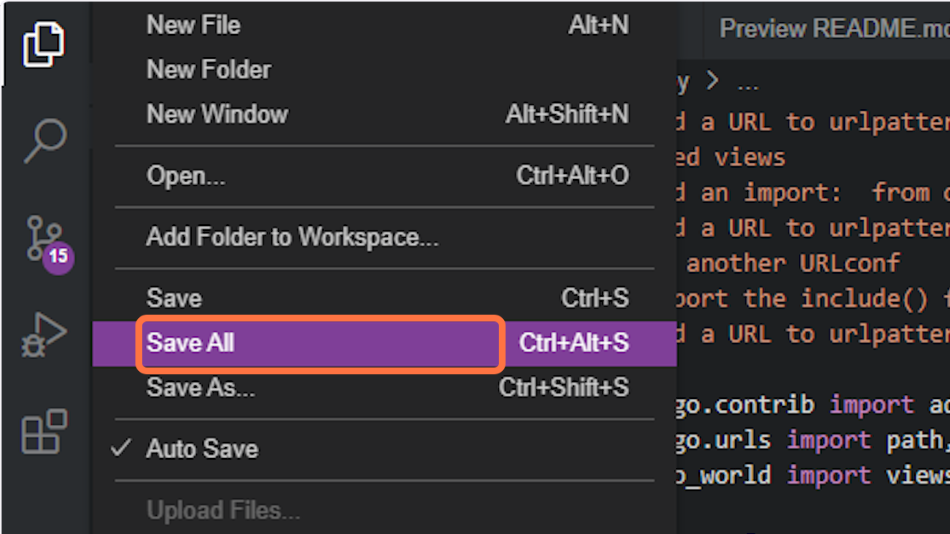 New File Alt+N
New Folder
New Window Alt+Shift+N
Open... Ctrl+Alt+O
Add Folder to Workspace...
Save Ctrl+S
Save All Ctrl+Alt+S
Save As... Ctrl+Shift+S
✓ Auto Save
Upload Files...
15
Preview README.m
y > ...
d a URL to urlpatter
ed views
d an import: from
d a URL to urlpatter
another URLconf
port the include()
d a URL to urlpatter
go.contrib import
go.urls import path,
o_world import views